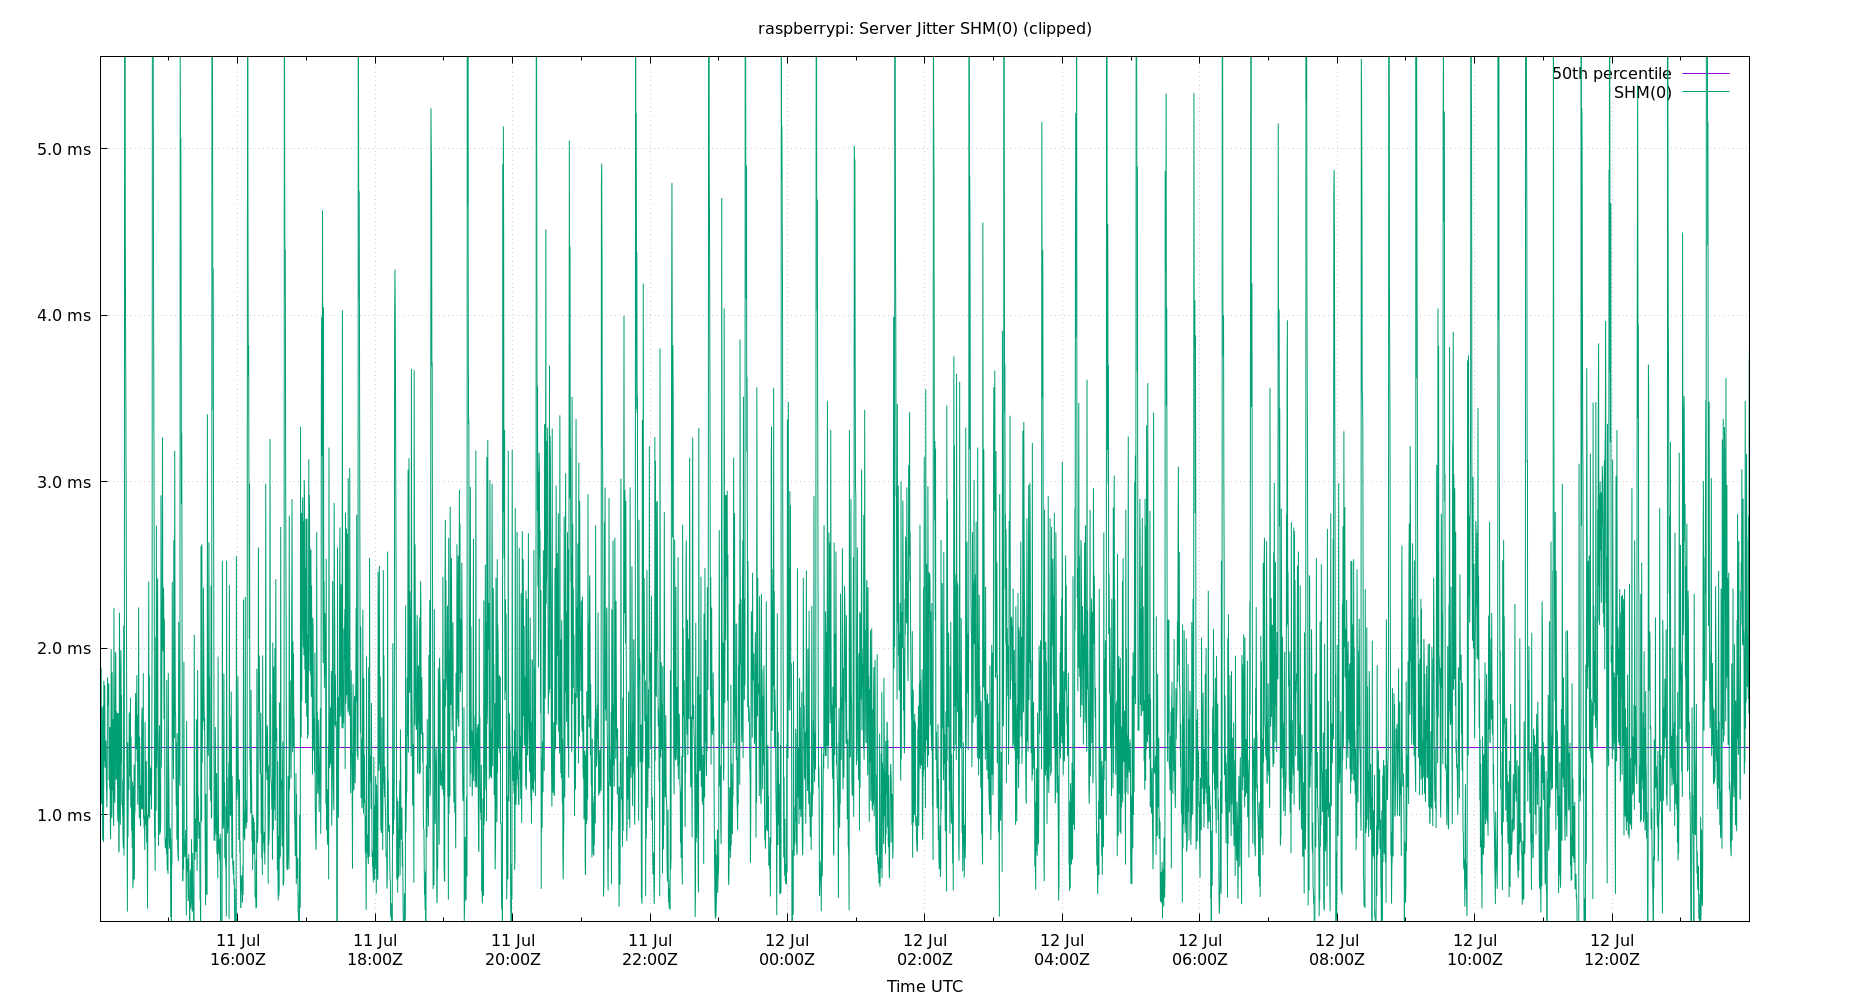 raspberrypi: Server Jitter SHM(0) (clipped)
50th percentile
SHM(0)
5.0 ms
4.0 ms
3.0 ms
2.0 ms
1.0 ms
11 Jul 11 Jul 11 Jul 11 Jul 12 Jul 12 Jul 12 Jul 12 Jul 12 Jul 12 Jul 12 Jul
16:00Z 18:00Z 20:00Z 22:00Z 00:00Z 02:00Z 04:00Z 06:00Z 08:00Z 10:00Z 12:00Z
Time UTC